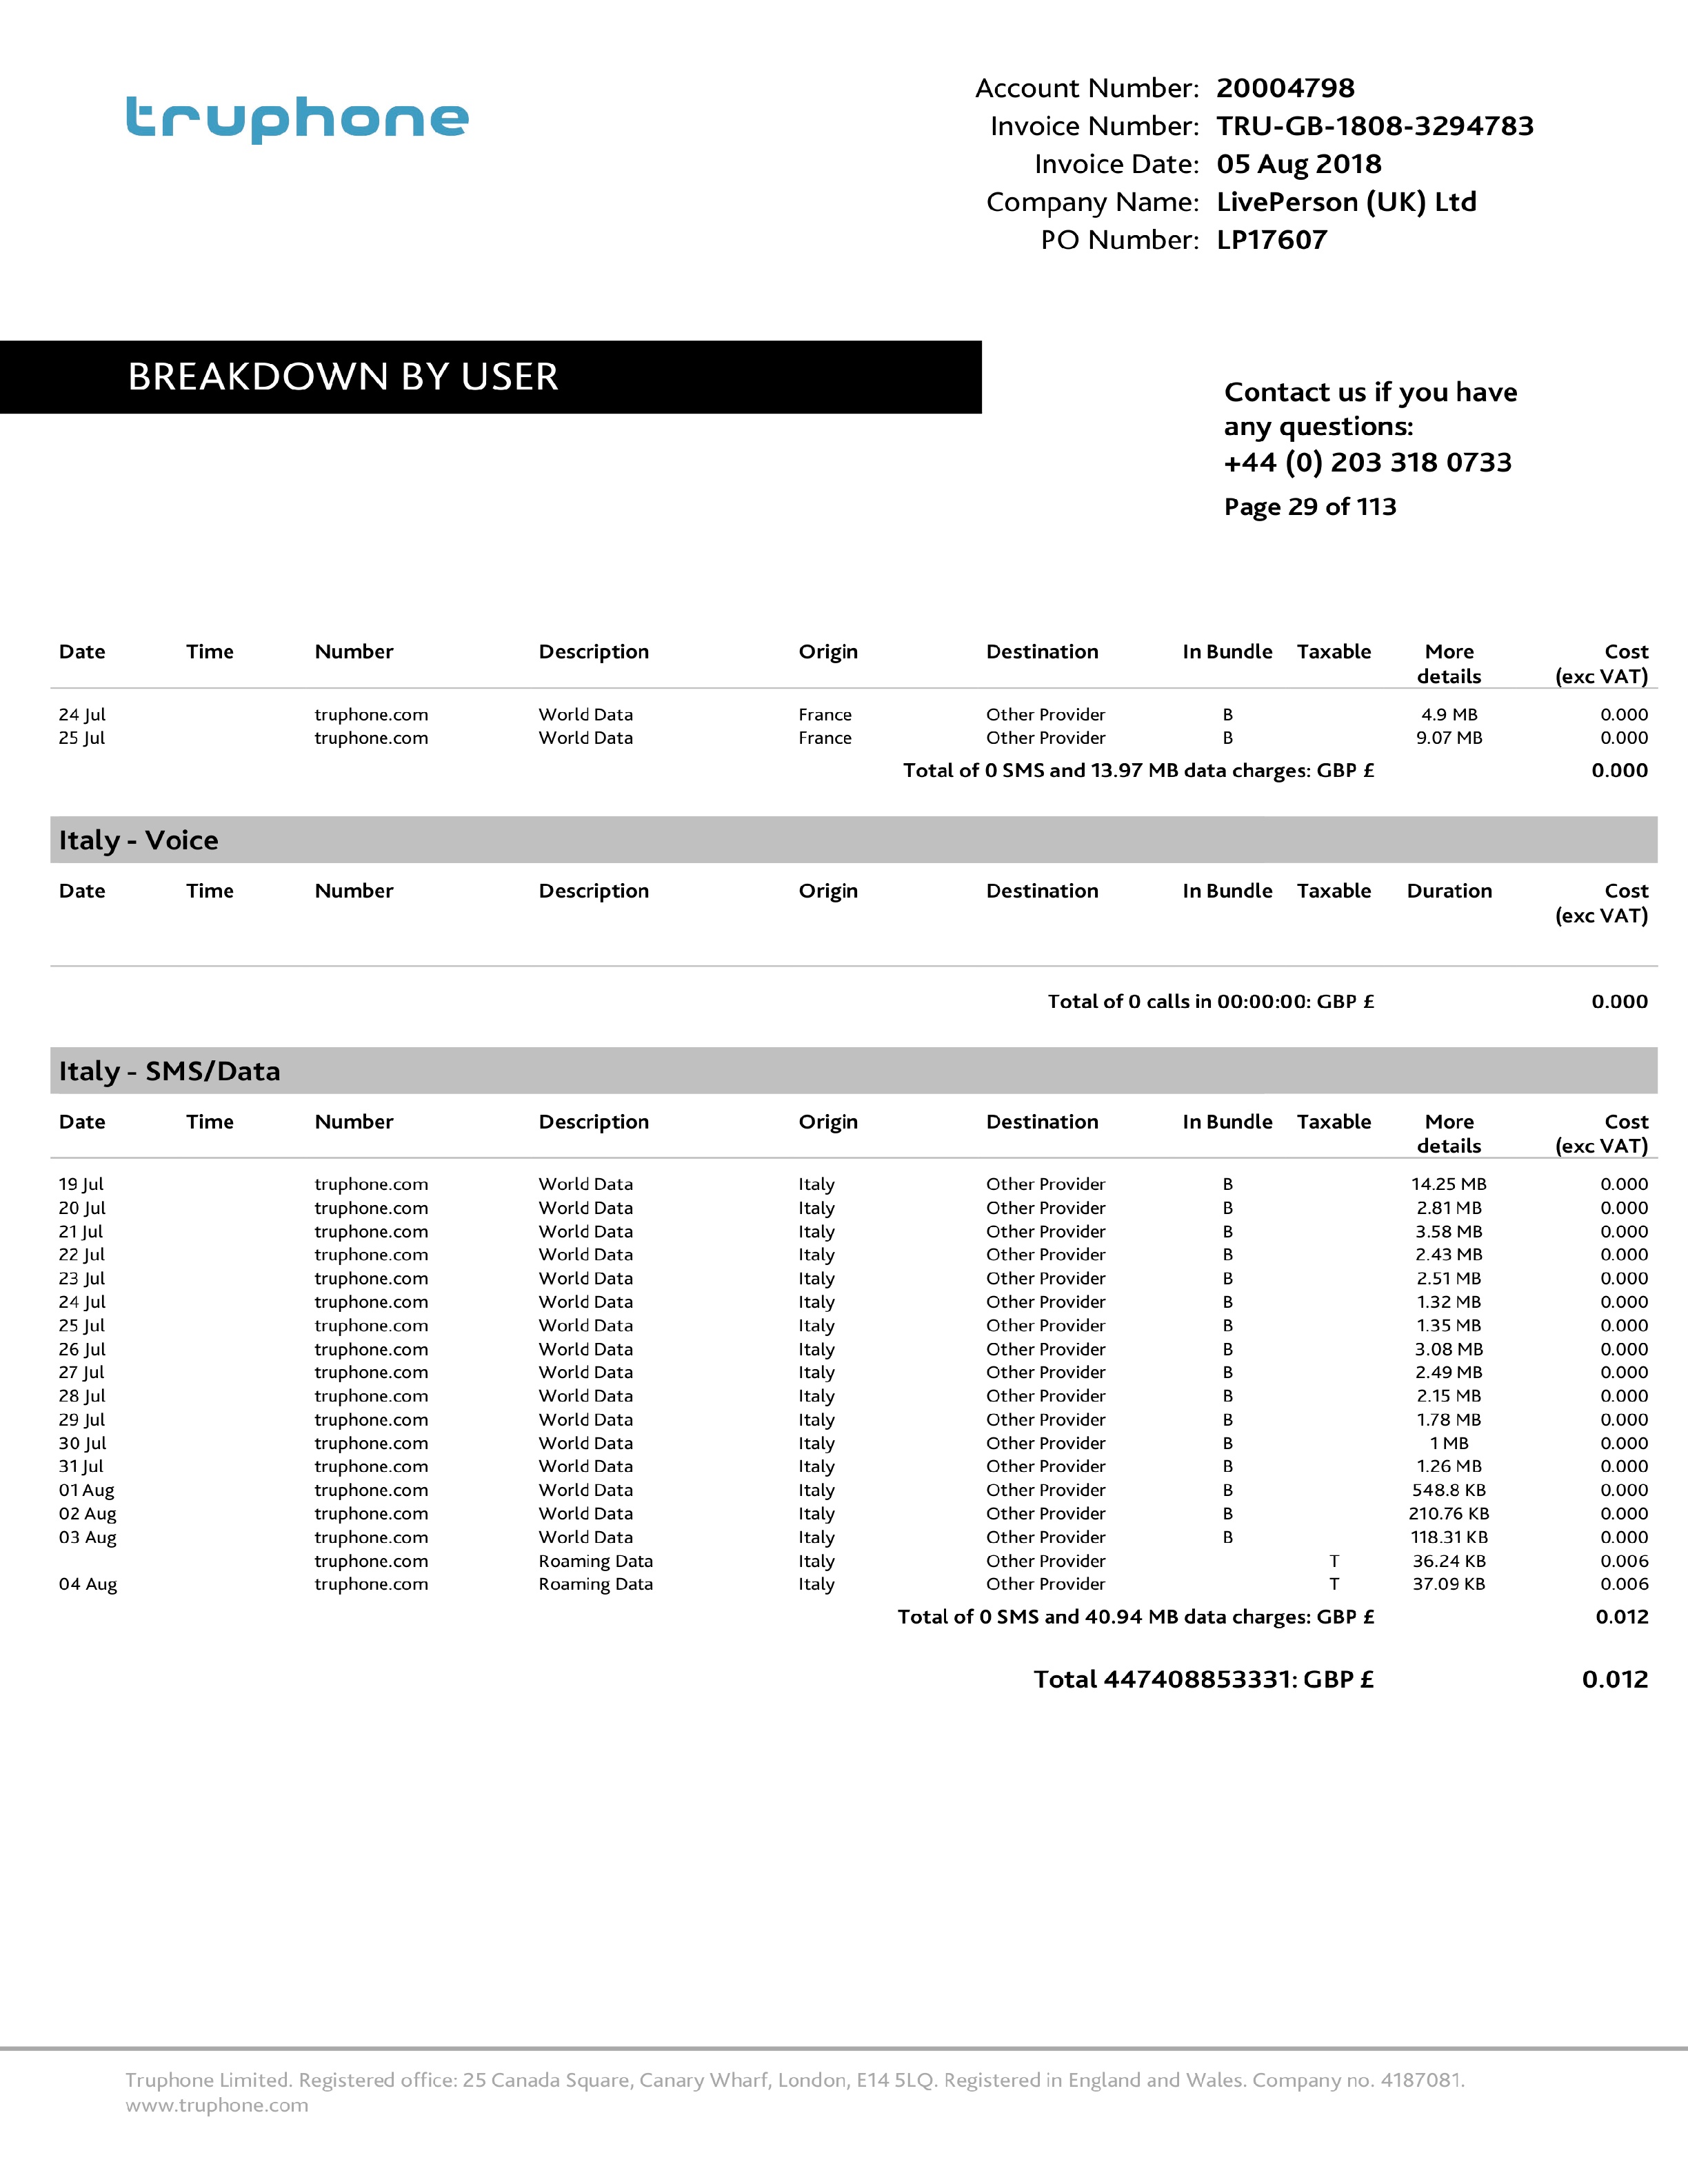 truphone
Account Number: 20004798
Invoice Number: TRU-GB-1808-3294783
Invoice Date: 05 Aug 2018
Company Name: LivePerson (UK) Ltd
PO Number: LP17607
BREAKDOWN BY USER
Contact us if you have
any questions:
+44 (0) 203 318 0733
Page 29 of 113
Date Time Number Description Origin Destination In Bundle Taxable More Cost
details (exc VAT)
24 Jul truphone.com World Data France Other Provider B 4.9 MB 0.000
25 Jul truphone.com World Data France Other Provider B 9.07 MB 0.000
Total of 0 SMS and 13.97 MB data charges: GBP £ 0.000
Italy - Voice
Date Time Number Description Origin Destination In Bundle Taxable Duration Cost
(exc VAT)
Total of 0 calls in 00:00:00: GBP £ 0.000
Italy - SMS/Data
Date Time Number Description Origin Destination In Bundle Taxable More Cost
details (exc VAT)
19 Jul truphone.com World Data Italy Other Provider B 14.25 MB 0.000
20 Jul truphone.com World Data Italy Other Provider B 2.81 MB 0.000
21 Jul truphone.com World Data Italy Other Provider B 3.58 MB 0.000
22 Jul truphone.com World Data Italy Other Provider B 2.43 MB 0.000
23 Jul truphone.com World Data Italy Other Provider B 2.51 MB 0.000
24 Jul truphone.com World Data Italy Other Provider B 1.32 MB 0.000
25 Jul truphone.com World Data Italy Other Provider B 1.35 MB 0.000
26 Jul truphone.com World Data Italy Other Provider B 3.08 MB 0.000
27 Jul truphone.com World Data Italy Other Provider B 2.49 MB 0.000
28 Jul truphone.com World Data Italy Other Provider B 2.15 MB 0.000
29 Jul truphone.com World Data Italy Other Provider B 1.78 MB 0.000
30 Jul truphone.com World Data Italy Other Provider B 1 MB 0.000
31 Jul truphone.com World Data Italy Other Provider B 1.26 MB 0.000
01 Aug truphone.com World Data Italy Other Provider B 548.8 KB 0.000
02 Aug truphone.com World Data Italy Other Provider B 210.76 KB 0.000
03 Aug truphone.com World Data Italy Other Provider B 118.31 KB 0.000
truphone.com Roaming Data Italy Other Provider T 36.24 KB 0.006
04 Aug truphone.com Roaming Data Italy Other Provider T 37.09 KB 0.006
Total of 0 SMS and 40.94 MB data charges: GBP £ 0.012
Total 447408853331: GBP £ 0.012
Truphone Limited. Registered office: 25 Canada Square, Canary Wharf, London, E14 5LQ. Registered in England and Wales. Company no. 4187081.
www.truphone.com